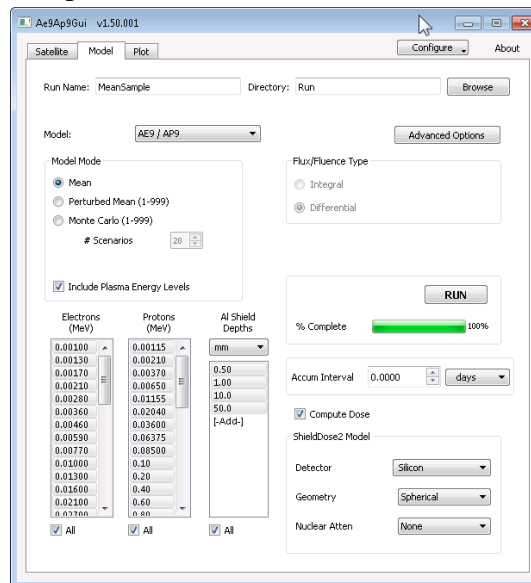 Ae9Ap9Gui v1.50.001
Satellite Model Plot Configure About
Run Name: MeanSample Directory: Run Browse
Model: AE9 / AP9 Advanced Options
Model Mode
Mean
Perturbed Mean (1-999)
Monte Carlo (1-999)
# Scenarios 20
Include Plasma Energy Levels
Flux/Fluence Type
Integral
Differential
RUN
% Complete 100%
Electrons
(MeV)
0.00100
0.00130
0.00170
0.00210
0.00280
0.00360
0.00460
0.00590
0.00770
0.01000
0.01300
0.01600
0.02100
0.02700
All
Protons
(MeV)
0.00115
0.00210
0.00370
0.00650
0.01155
0.02040
0.03600
0.06375
0.08500
0.10
0.20
0.40
0.60
0.80
All
Al Shield
Depths
mm
0.50
1.00
10.0
50.0
[-Add-]
All
Accum Interval 0.0000 days
Compute Dose
ShieldDose2 Model
Detector Silicon
Geometry Spherical
Nuclear Atten None